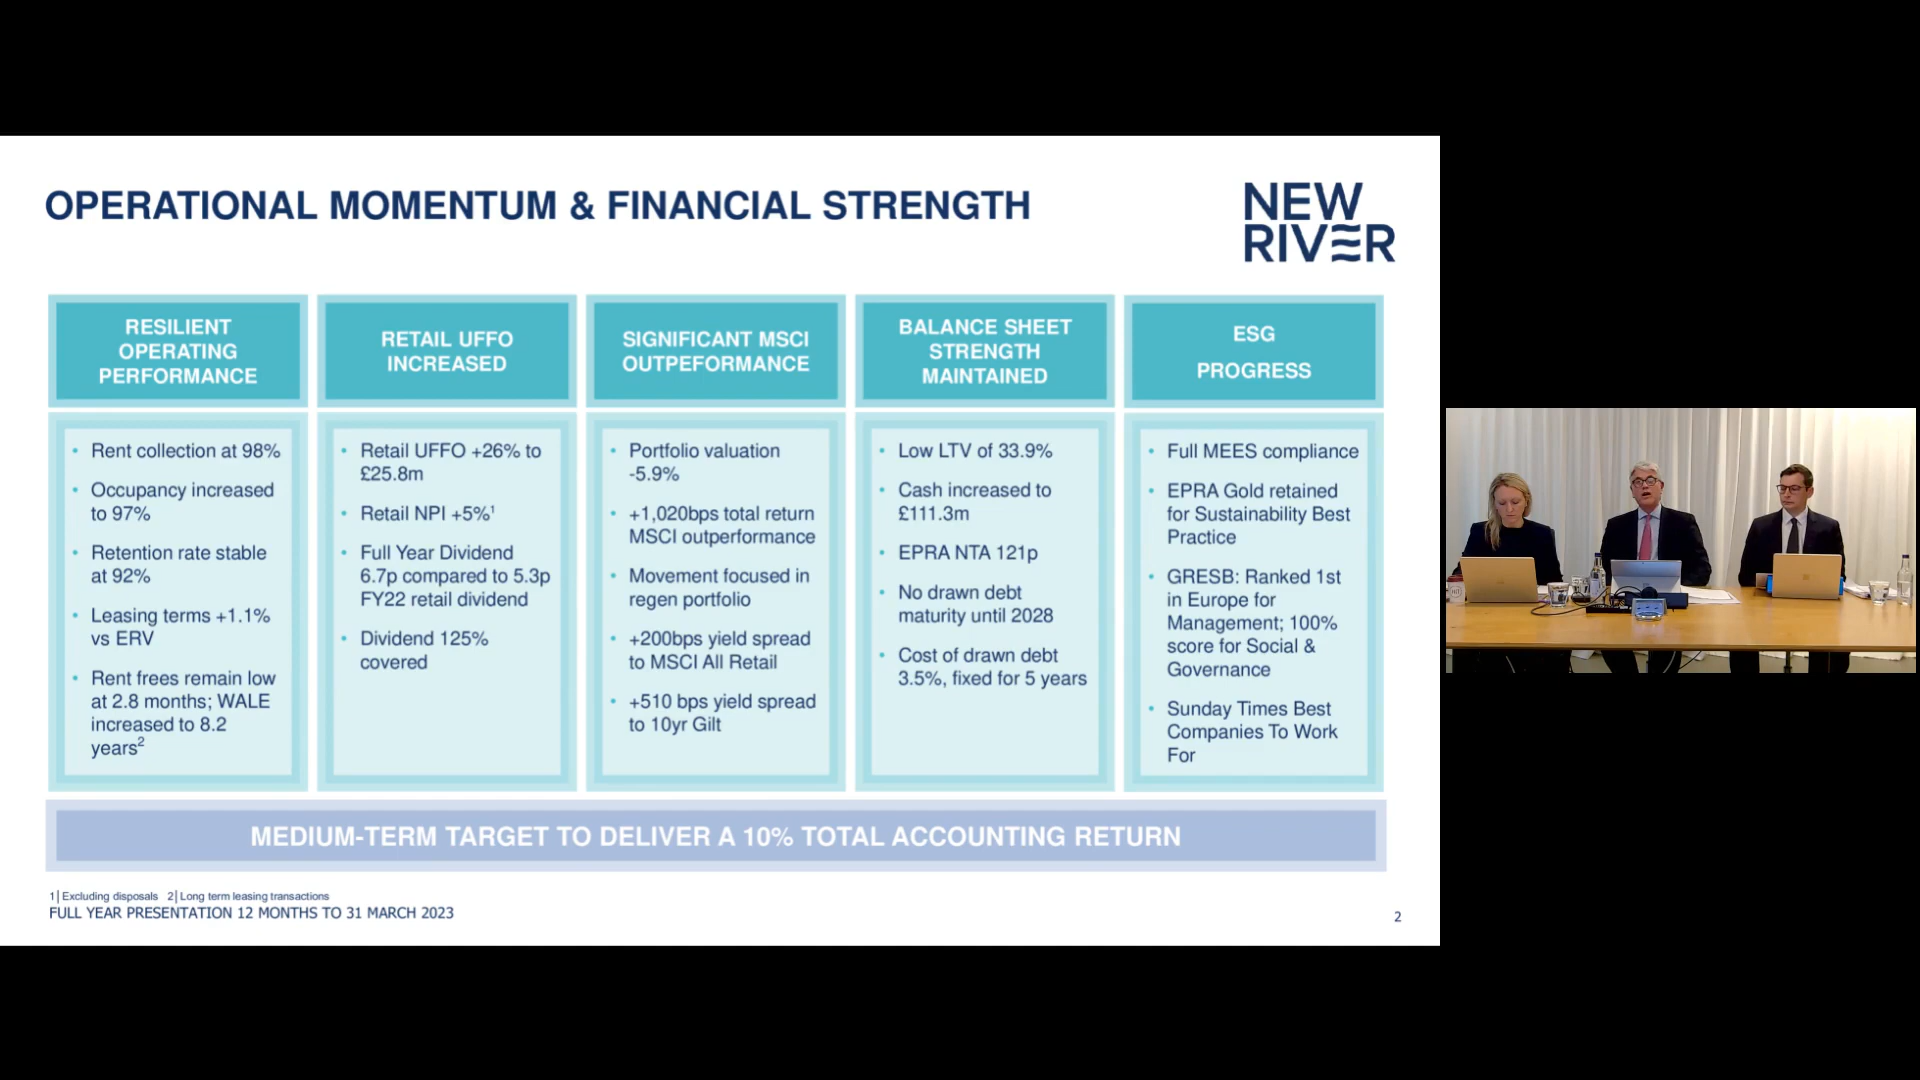 OPERATIONAL MOMENTUM & FINANCIAL STRENGTH
NEW
RIVER
RESILIENT
OPERATING
PERFORMANCE
• Rent collection at 98%
• Occupancy increased
to 97%
• Retention rate stable
at 92%
• Leasing terms +1.1%
vs ERV
• Rent frees remain low
at 2.8 months; WALE
increased to 8.2
years²
RETAIL UFFO
INCREASED
• Retail UFFO +26% to
£25.8m
• Retail NPI +5%¹
• Full Year Dividend
6.7p compared to 5.3p
FY22 retail dividend
• Dividend 125%
covered
SIGNIFICANT MSCI
OUTPEFORMANCE
• Portfolio valuation
-5.9%
• +1,020bps total return
MSCI outperformance
• Movement focused in
regen portfolio
• +200bps yield spread
to MSCI All Retail
• +510 bps yield spread
to 10yr Gilt
BALANCE SHEET
STRENGTH
MAINTAINED
• Low LTV of 33.9%
• Cash increased to
£111.3m
• EPRA NTA 121p
• No drawn debt
maturity until 2028
• Cost of drawn debt
3.5%, fixed for 5 years
ESG
PROGRESS
• Full MEES compliance
• EPRA Gold retained
for Sustainability Best
Practice
• GRESB: Ranked 1st
in Europe for
Management; 100%
score for Social &
Governance
• Sunday Times Best
Companies To Work
For
MEDIUM-TERM TARGET TO DELIVER A 10% TOTAL ACCOUNTING RETURN
1| Excluding disposals 2| Long term leasing transactions
FULL YEAR PRESENTATION 12 MONTHS TO 31 MARCH 2023
2